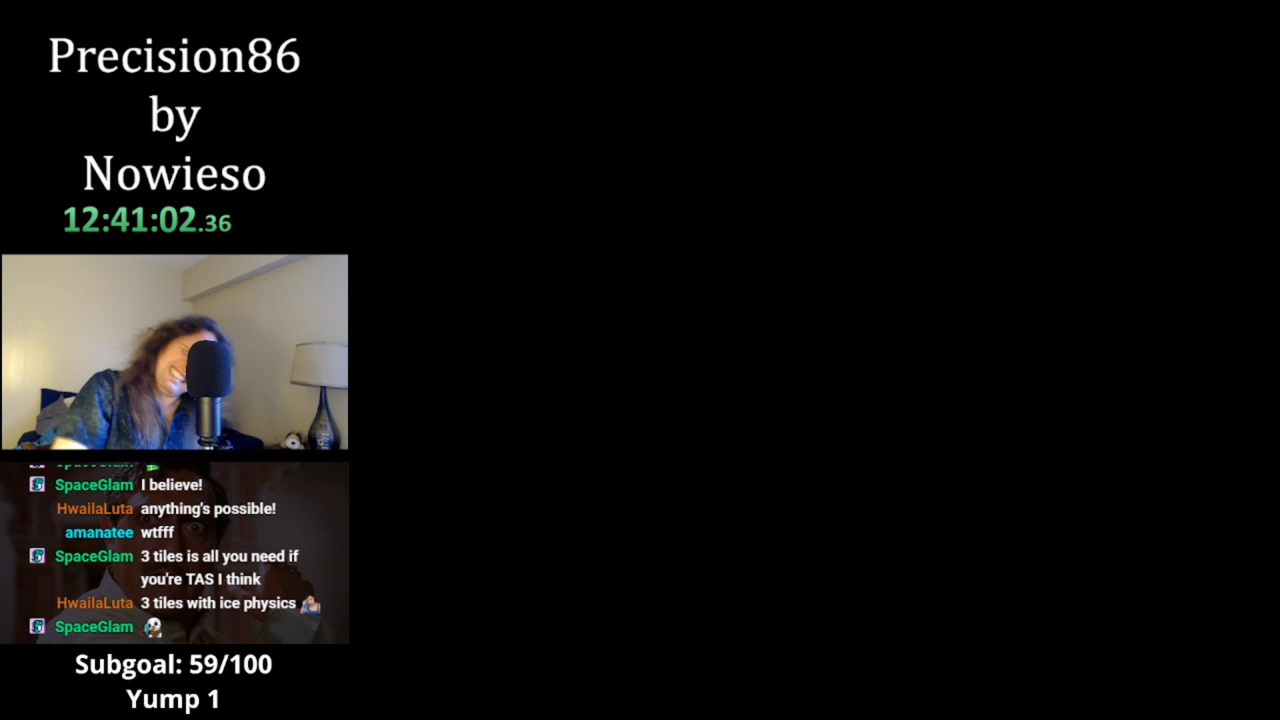 Precision86
by
Nowieso
12:41:02.36
SpaceGlam I believe!
HwailaLuta anything's possible!
amanatee wtfff
SpaceGlam 3 tiles is all you need if
you're TAS I think
HwailaLuta 3 tiles with ice physics
SpaceGlam
Subgoal: 59/100
Yump 1